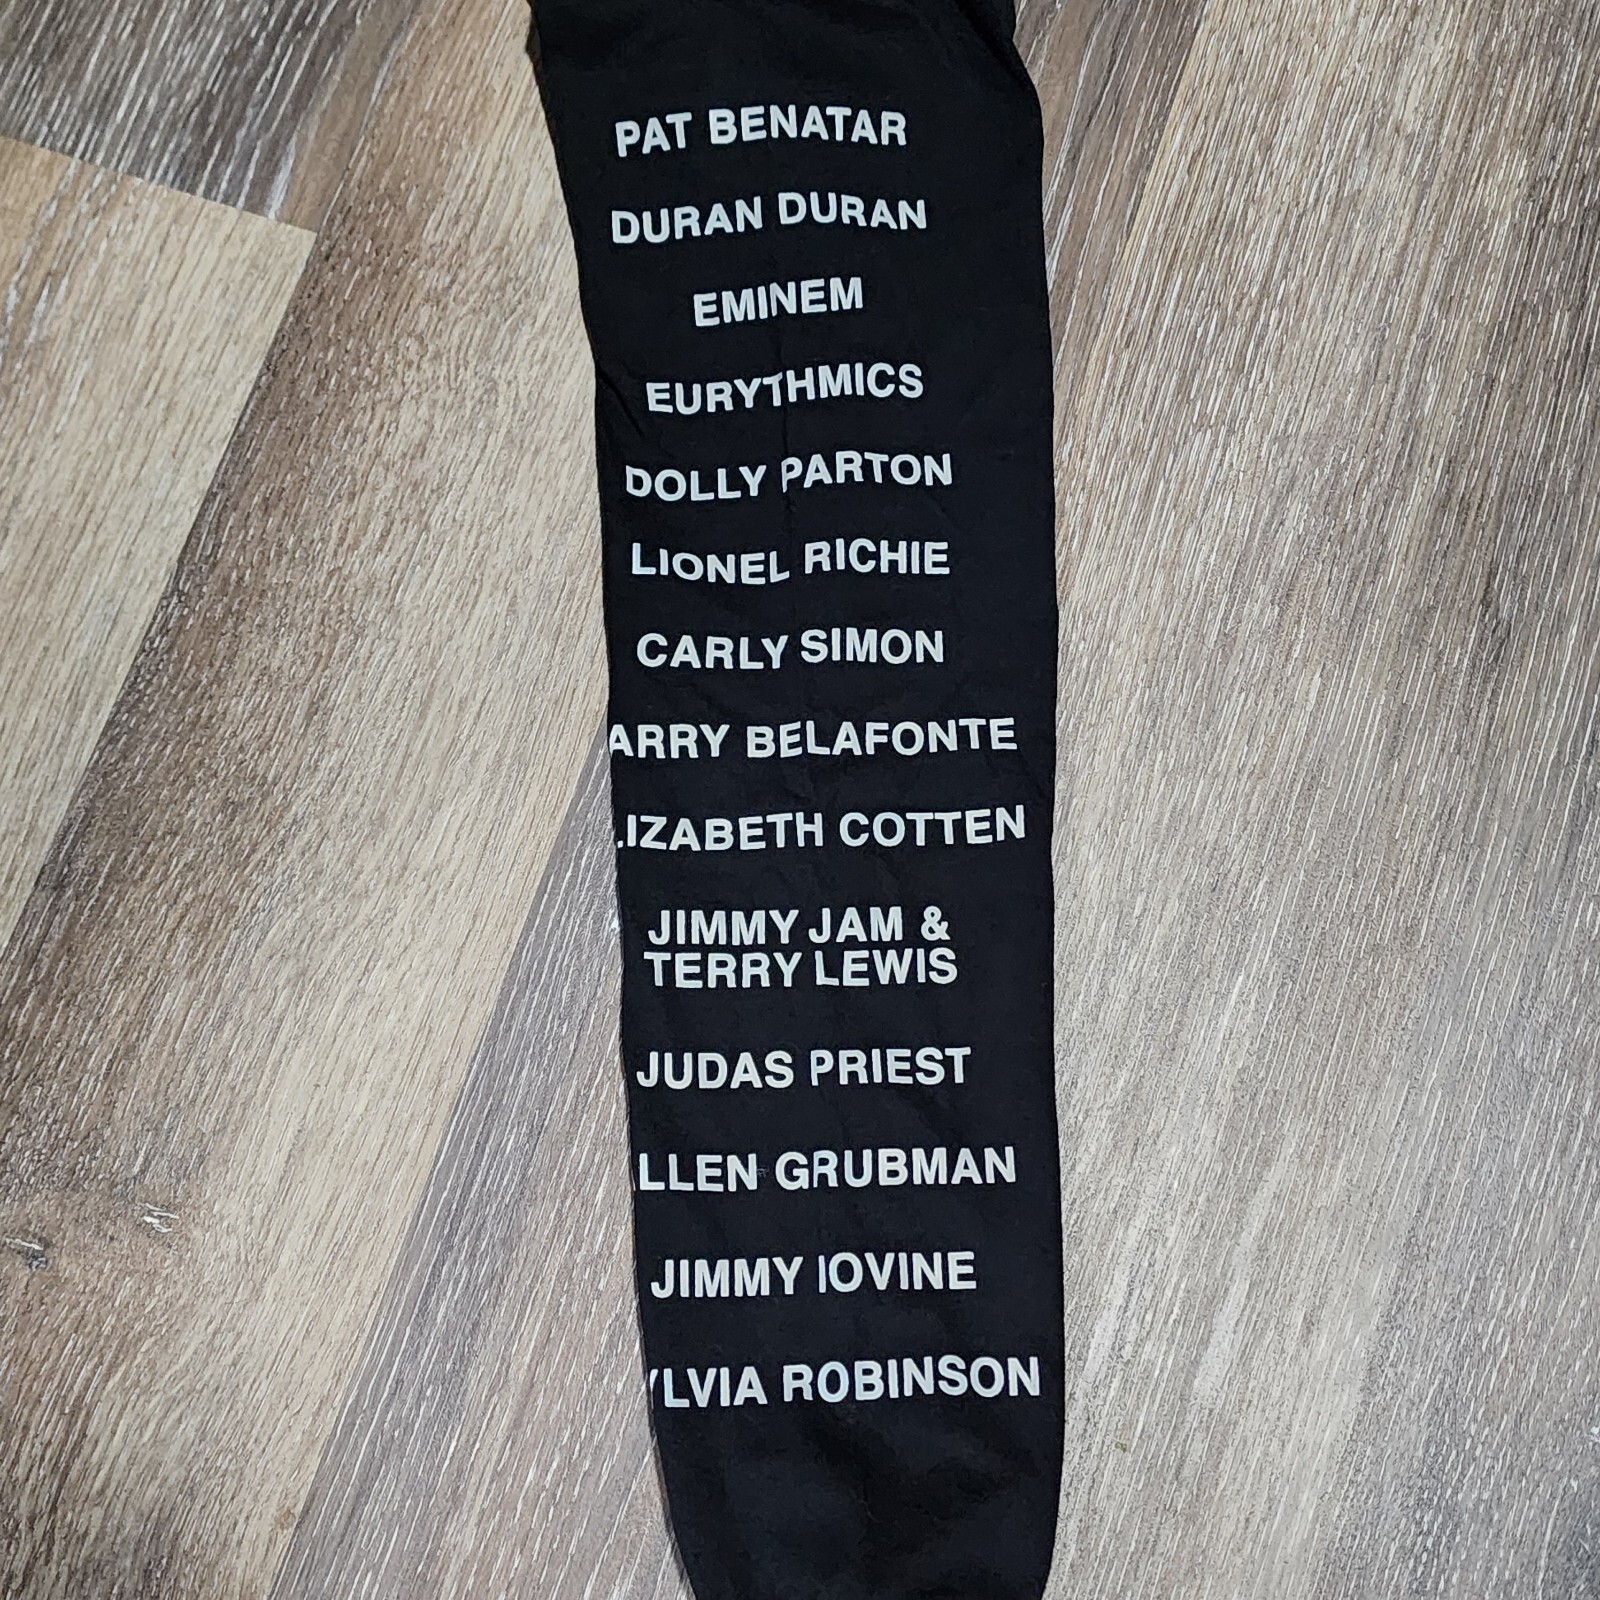 PAT BENATAR
DURAN DURAN
EMINEM
EURYTHMICS
DOLLY PARTON
LIONEL RICHIE
CARLY SIMON
ARRY BELAFONTE
LIZABETH COTTEN
JIMMY JAM &
TERRY LEWIS
JUDAS PRIEST
LLEN GRUBMAN
JIMMY IOVINE
YLVIA ROBINSON